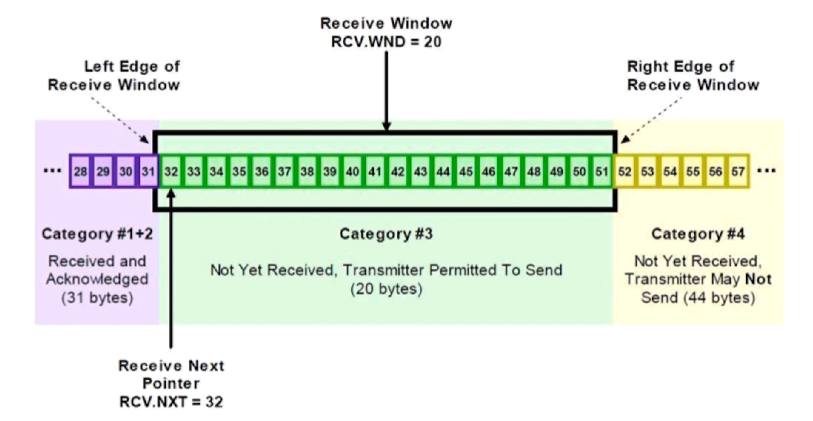 Receive Window
RCV.WND = 20
Left Edge of
Receive Window
Right Edge of
Receive Window
... 28 29 30 31 32 33 34 35 36 37 38 39 40 41 42 43 44 45 46 47 48 49 50 51 52 53 54 55 56 57 ...
Category #1+2
Received and
Acknowledged
(31 bytes)
Category #3
Not Yet Received, Transmitter Permitted To Send
(20 bytes)
Category #4
Not Yet Received,
Transmitter May Not
Send (44 bytes)
Receive Next
Pointer
RCV.NXT = 32